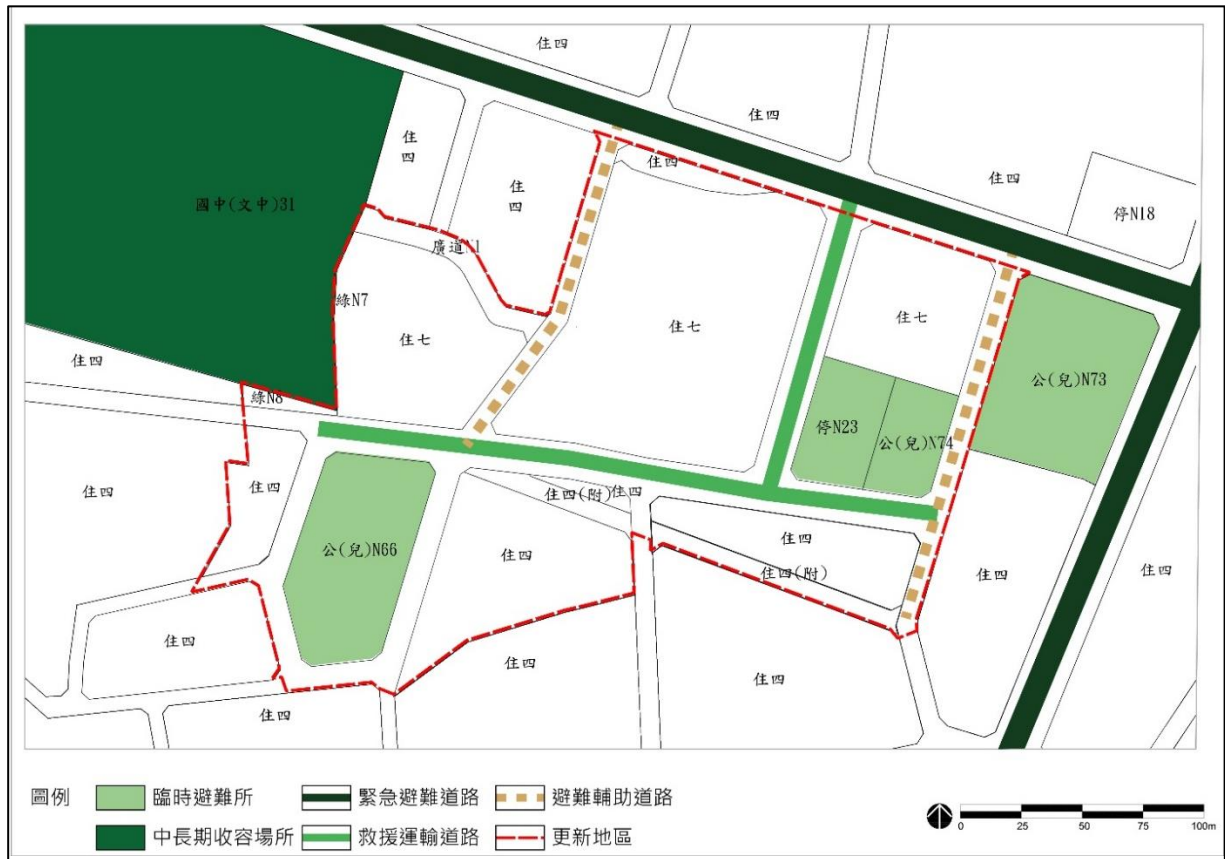 住四
住四
住
四
住四
住四
國中(文中)31
住
四
停N18
廣道N1
綠N7
住七
住七
住七
公(兒)N73
住四
綠N8
停N23
公(兒)N74
住四
住四
住四(附)
住四
公(兒)N66
住四
住四
住四(附)
住四
住四
住四
住四
住四
住四
圖例
臨時避難所
緊急避難道路
避難輔助道路
中長期收容場所
救援運輸道路
更新地區
0 25 50 75 100m